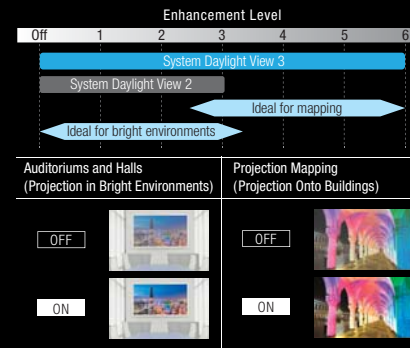 Enhancement Level
Off 1 2 3 4 5 6
System Daylight View 3
System Daylight View 2
Ideal for mapping
Ideal for bright environments
Auditoriums and Halls
(Projection in Bright Environments)
Projection Mapping
(Projection Onto Buildings)
OFF
OFF
ON
ON